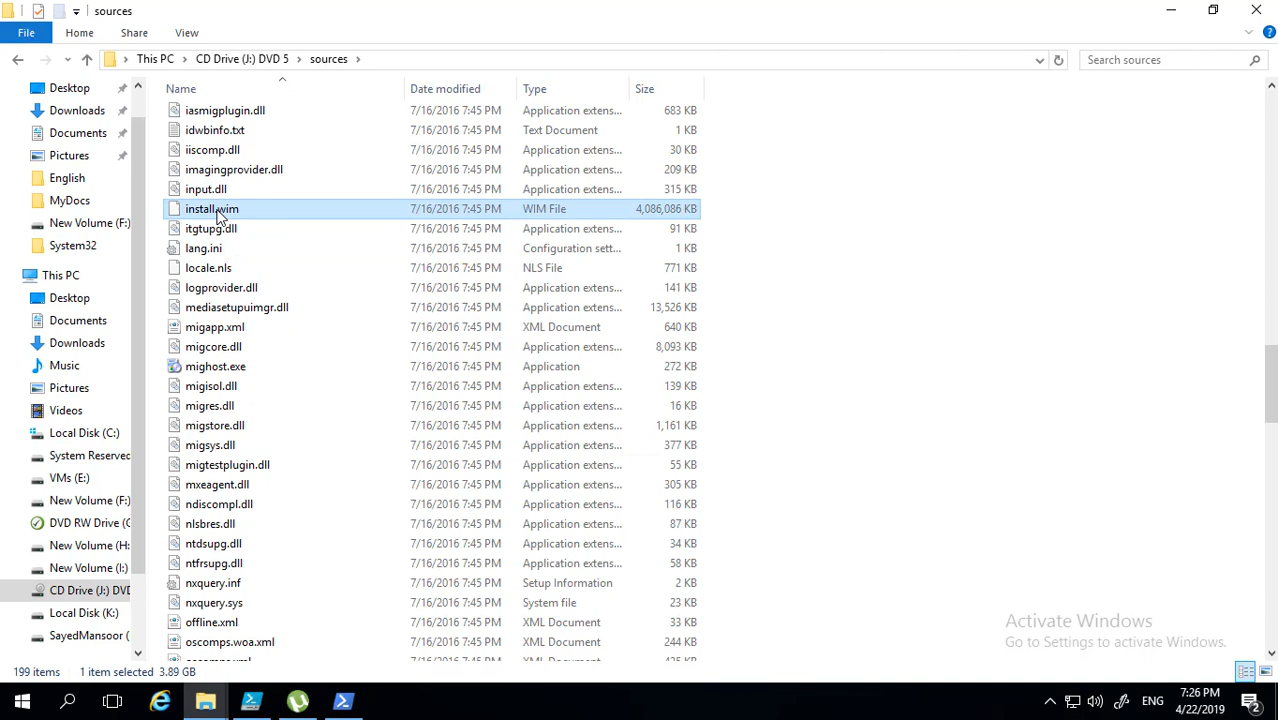 sources
File Home Share View
This PC CD Drive (J:) DVD 5 sources
Search sources
Name Date modified Type Size
Desktop
Downloads
Documents
Pictures
English
MyDocs
New Volume (F:)
System32
This PC
Desktop
Documents
Downloads
Music
Pictures
Videos
Local Disk (C:)
System Reserved
VMs (E:)
New Volume (F:)
DVD RW Drive (
New Volume (H:
New Volume (I:)
CD Drive (J:) DVD
Local Disk (K:)
SayedMansoor (
iasmigplugin.dll 7/16/2016 7:45 PM Application extens... 683 KB
idwbinfo.txt 7/16/2016 7:45 PM Text Document 1 KB
iiscomp.dll 7/16/2016 7:45 PM Application extens... 30 KB
imagingprovider.dll 7/16/2016 7:45 PM Application extens... 209 KB
input.dll 7/16/2016 7:45 PM Application extens... 315 KB
install.wim 7/16/2016 7:45 PM WIM File 4,086,086 KB
itgtupg.dll 7/16/2016 7:45 PM Application extens... 91 KB
lang.ini 7/16/2016 7:45 PM Configuration sett... 1 KB
locale.nls 7/16/2016 7:45 PM NLS File 771 KB
logprovider.dll 7/16/2016 7:45 PM Application extens... 141 KB
mediasetupuimgr.dll 7/16/2016 7:45 PM Application extens... 13,526 KB
migapp.xml 7/16/2016 7:45 PM XML Document 640 KB
migcore.dll 7/16/2016 7:45 PM Application extens... 8,093 KB
mighost.exe 7/16/2016 7:45 PM Application 272 KB
migisol.dll 7/16/2016 7:45 PM Application extens... 139 KB
migres.dll 7/16/2016 7:45 PM Application extens... 16 KB
migstore.dll 7/16/2016 7:45 PM Application extens... 1,161 KB
migsys.dll 7/16/2016 7:45 PM Application extens... 377 KB
migtestplugin.dll 7/16/2016 7:45 PM Application extens... 55 KB
mxeagent.dll 7/16/2016 7:45 PM Application extens... 305 KB
ndiscompl.dll 7/16/2016 7:45 PM Application extens... 116 KB
nlsbres.dll 7/16/2016 7:45 PM Application extens... 87 KB
ntdsupg.dll 7/16/2016 7:45 PM Application extens... 34 KB
ntfrsupg.dll 7/16/2016 7:45 PM Application extens... 58 KB
nxquery.inf 7/16/2016 7:45 PM Setup Information 2 KB
nxquery.sys 7/16/2016 7:45 PM System file 23 KB
offline.xml 7/16/2016 7:45 PM XML Document 33 KB
oscomps.woa.xml 7/16/2016 7:45 PM XML Document 244 KB
Activate Windows
Go to Settings to activate Windows.
199 items 1 item selected 3.89 GB
ENG
7:26 PM
4/22/2019
2